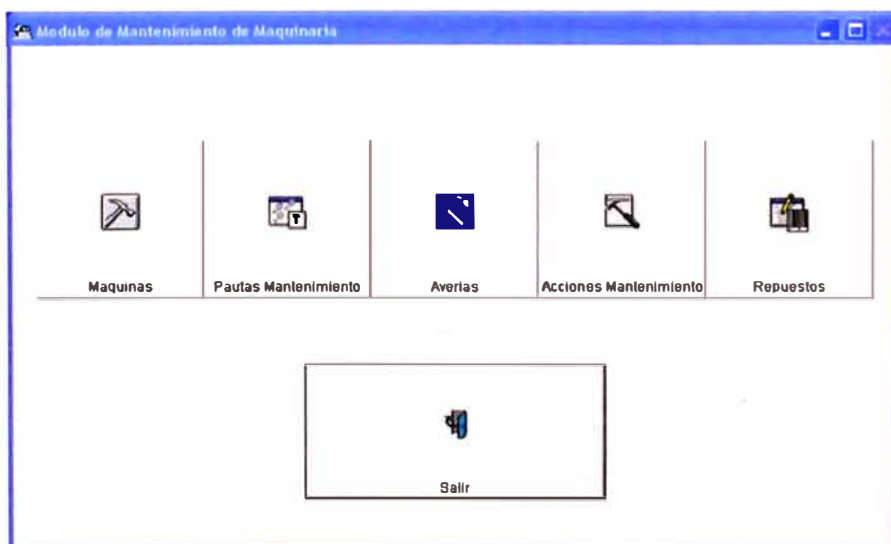 Modulo de Mantenimiento de Maquinaria
Maquinas Pautas Mantenimiento Averias Acciones Mantenimiento Repuestos
Salir